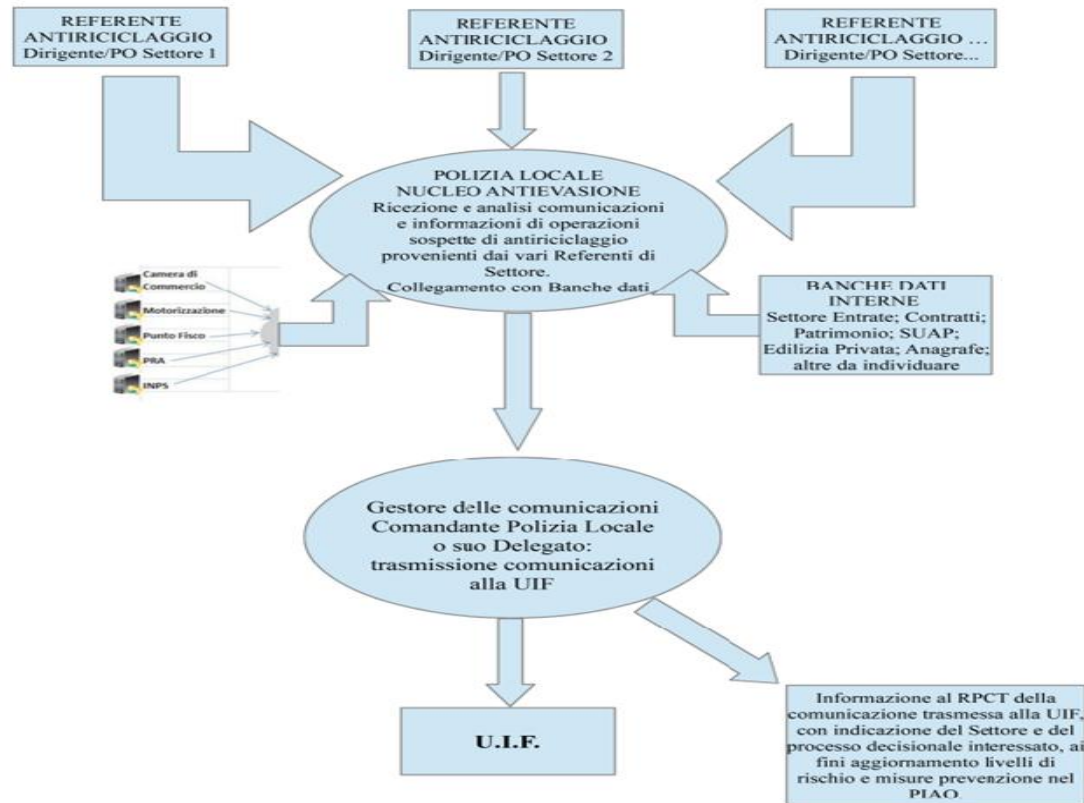 REFERENTE
ANTIRICICLAGGIO
Dirigente/PO Settore 1
REFERENTE
ANTIRICICLAGGIO
Dirigente/PO Settore 2
REFERENTE
ANTIRICICLAGGIO …
Dirigente/PO Settore...
POLIZIA LOCALE
NUCLEO ANTIEVASIONE
Ricezione e analisi comunicazioni
e informazioni di operazioni
sospette di antiriciclaggio
provenienti dai vari Referenti di
Settore.
Collegamento con Banche dati
Camera di
Commercio
Motorizzazione
Punto Fisco
PRA
INPS
BANCHE DATI
INTERNE
Settore Entrate; Contratti;
Patrimonio; SUAP;
Edilizia Privata; Anagrafe;
altre da individuare
Gestore delle comunicazioni
Comandante Polizia Locale
o suo Delegato:
trasmissione comunicazioni
alla UIF
U.I.F.
Informazione al RPCT della
comunicazione trasmessa alla UIF,
con indicazione del Settore e del
processo decisionale interessato, ai
fini aggiornamento livelli di
rischio e misure prevenzione nel
PIAO.